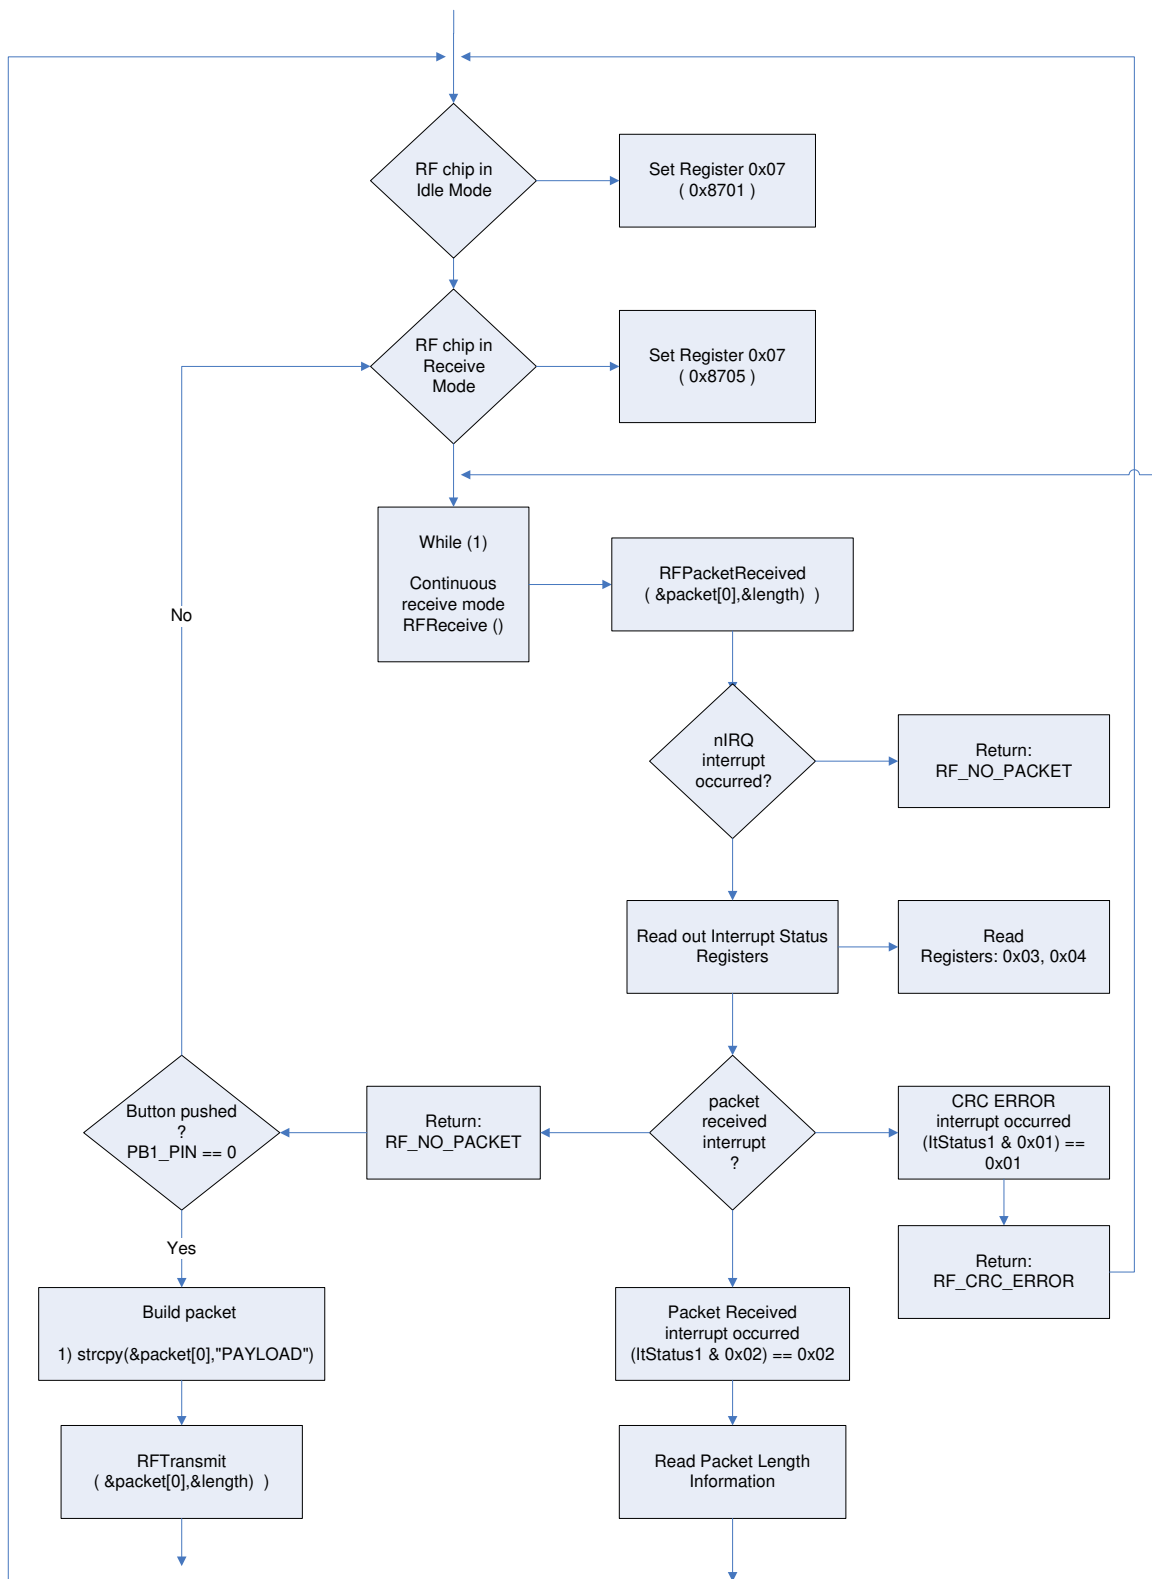 RF chip in
Idle Mode
Set Register 0x07
( 0x8701 )
RF chip in
Receive
Mode
Set Register 0x07
( 0x8705 )
While (1)
Continuous
receive mode
RFReceive ()
RFPacketReceived
( &packet[0],&length) )
No
nIRQ
interrupt
occurred?
Return:
RF_NO_PACKET
Read out Interrupt Status
Registers
Read
Registers: 0x03, 0x04
Button pushed
?
PB1_PIN == 0
Return:
RF_NO_PACKET
packet
received
interrupt
?
CRC ERROR
interrupt occurred
(ItStatus1 & 0x01) ==
0x01
Yes
Return:
RF_CRC_ERROR
Build packet
1) strcpy(&packet[0],"PAYLOAD")
Packet Received
interrupt occurred
(ItStatus1 & 0x02) == 0x02
RFTransmit
( &packet[0],&length) )
Read Packet Length
Information